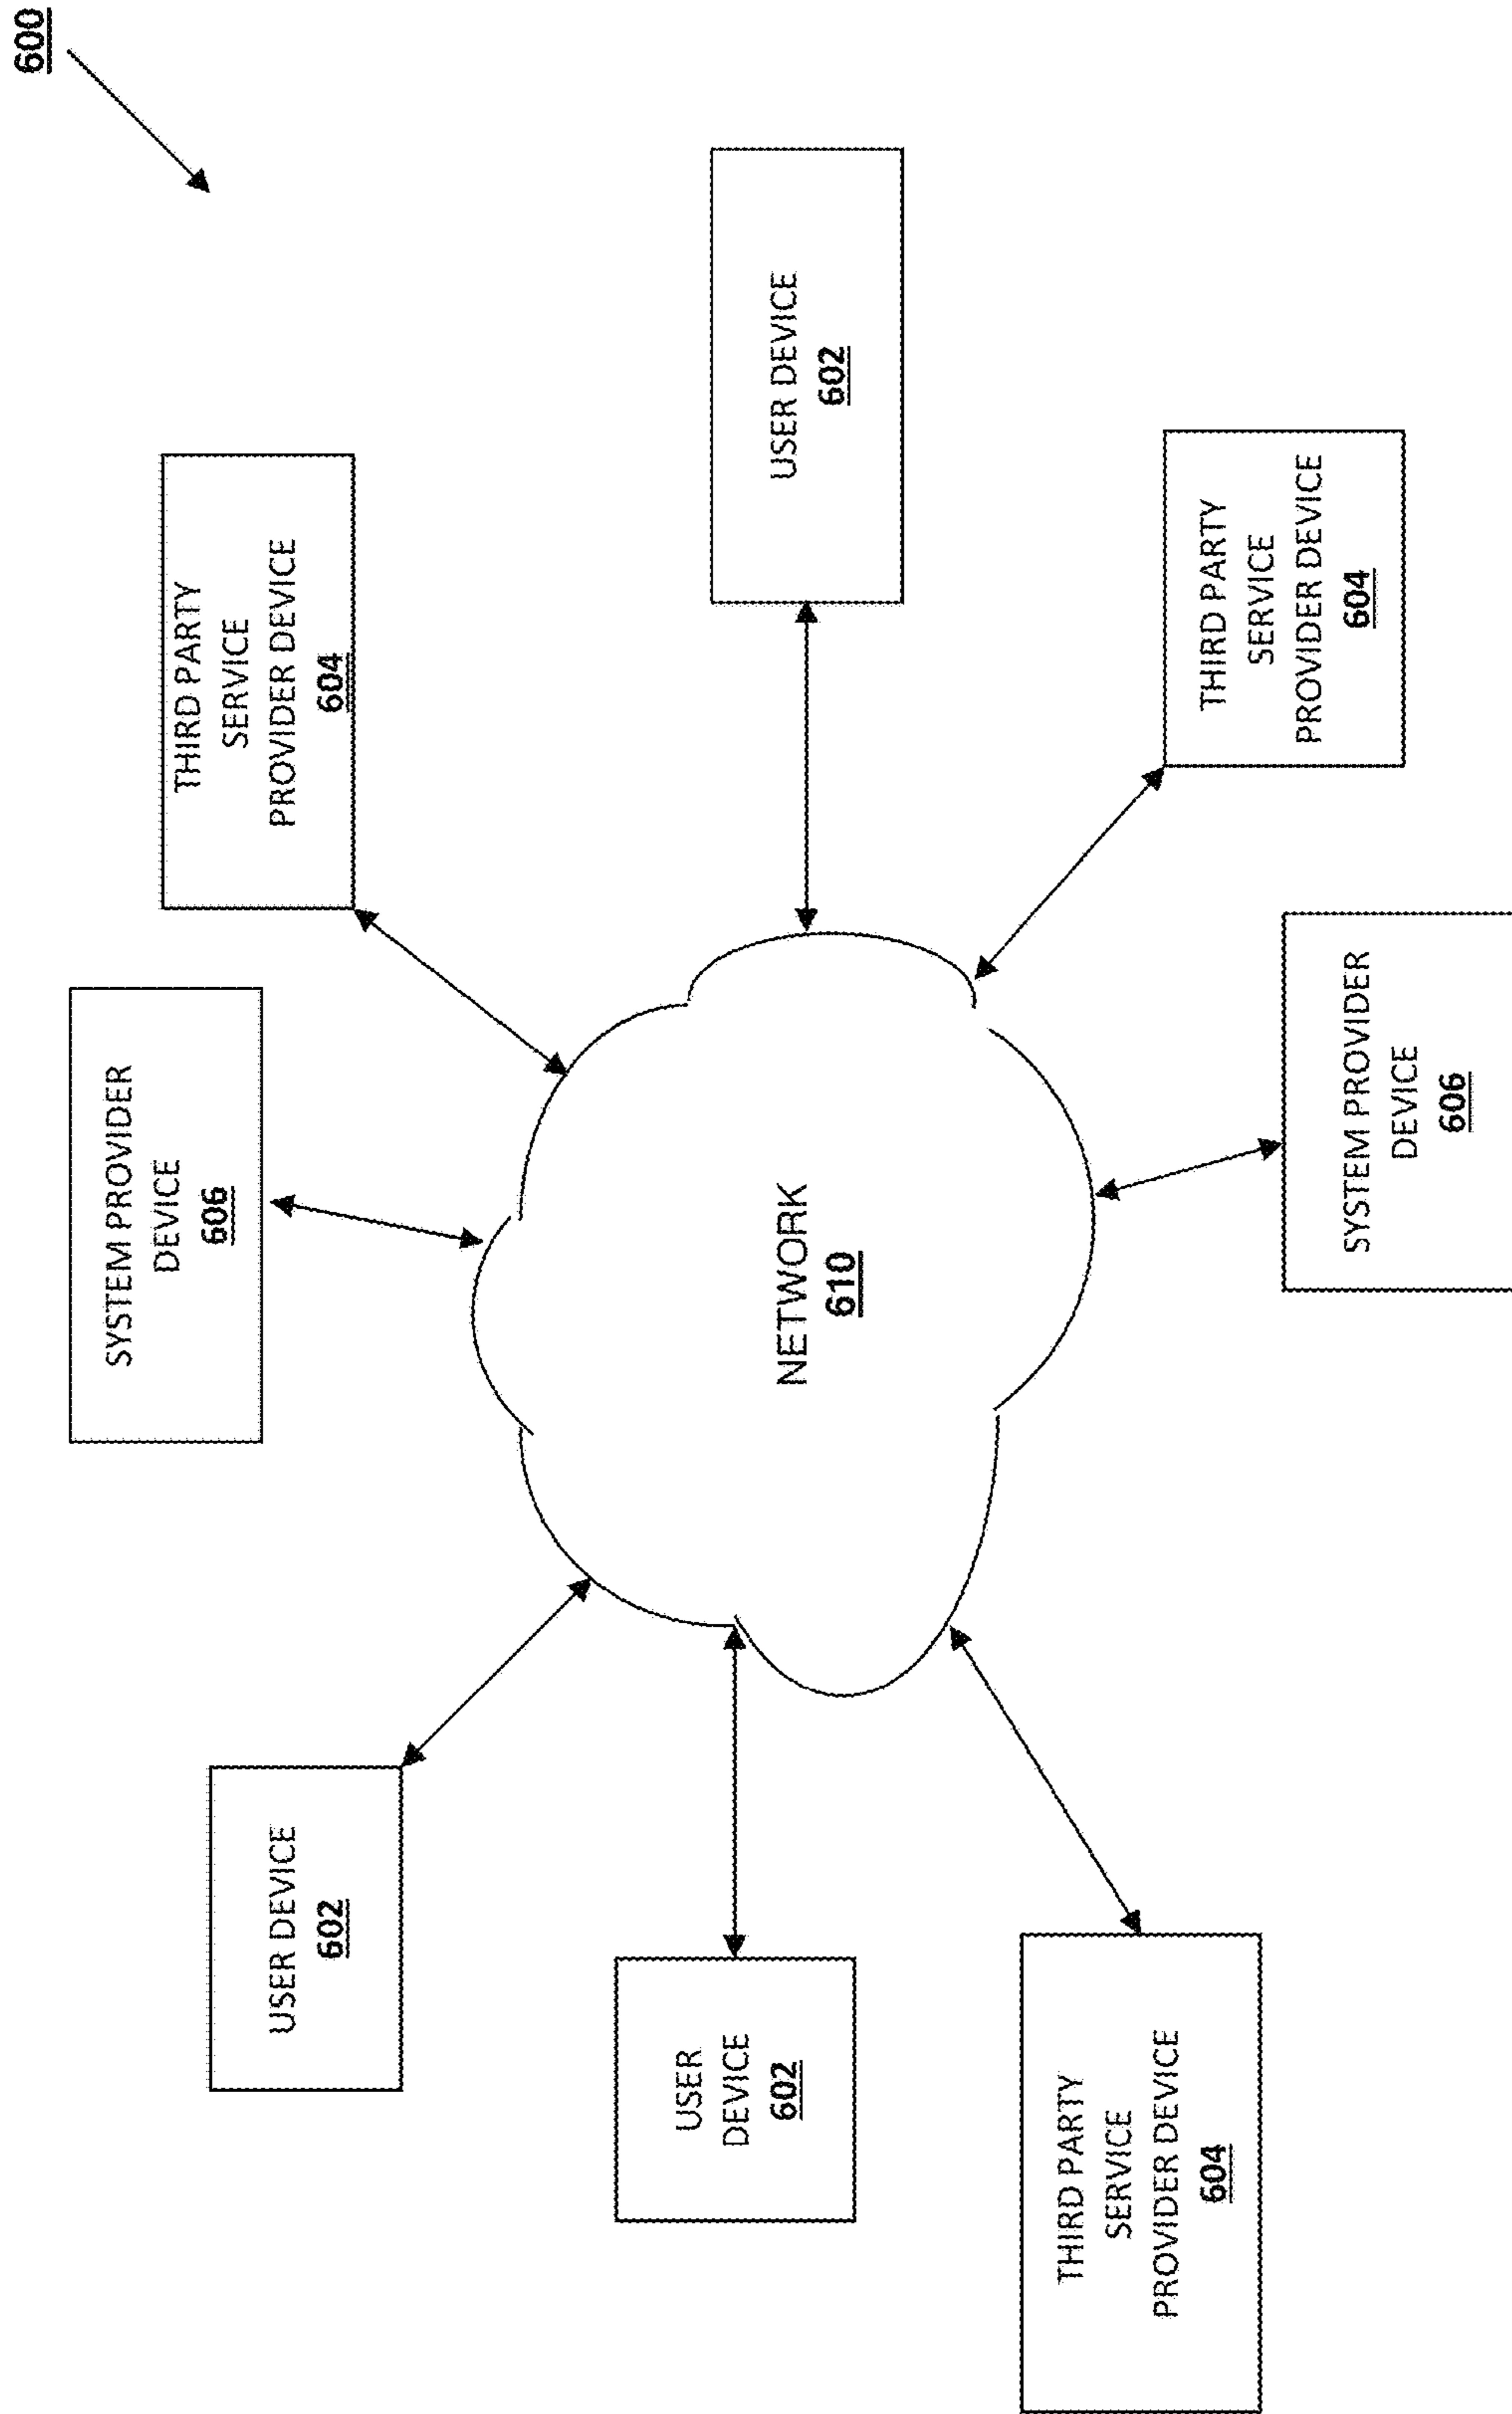 600
SYSTEM PROVIDER
DEVICE
606
USER DEVICE
602
THIRD PARTY
SERVICE
PROVIDER DEVICE
604
USER
DEVICE
602
NETWORK
610
USER DEVICE
602
THIRD PARTY
SERVICE
PROVIDER DEVICE
604
THIRD PARTY
SERVICE
PROVIDER DEVICE
604
SYSTEM PROVIDER
DEVICE
606